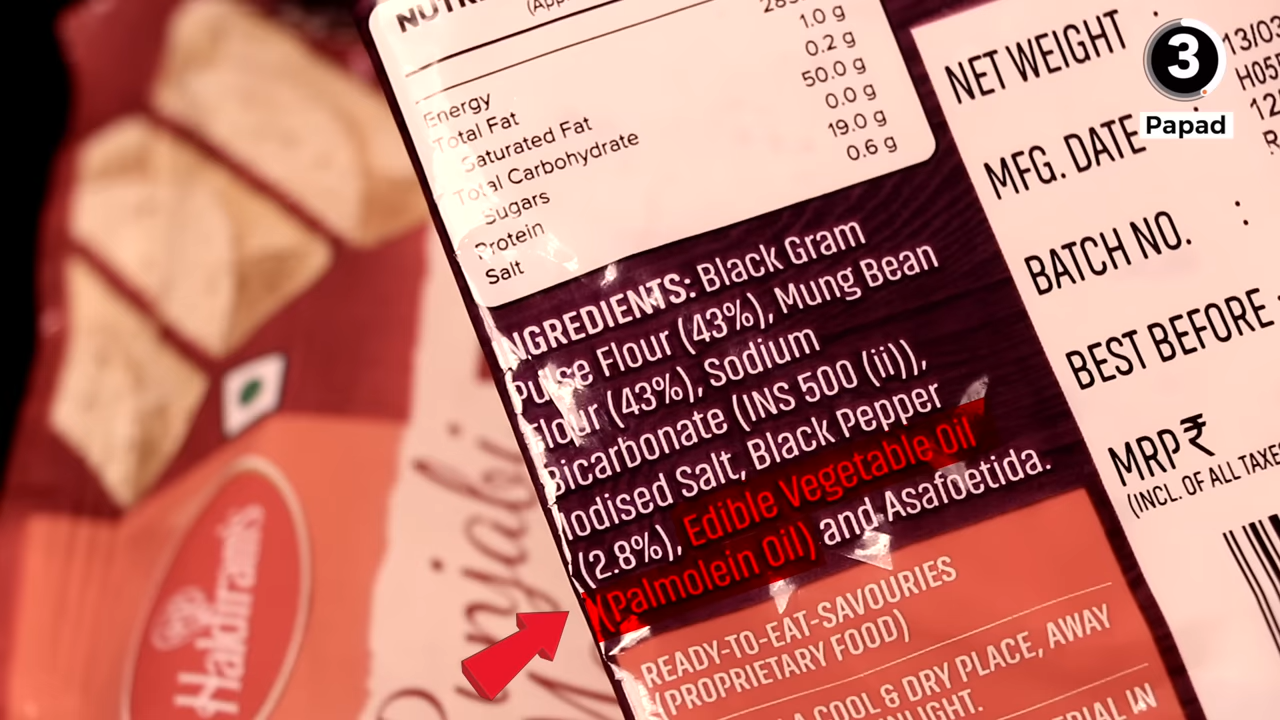 Haldiram's
Punjabi
(App
Energy
Total Fat
1.0 g
Saturated Fat
0.2 g
Total Carbohydrate
50.0 g
Sugars
0.0 g
Protein
19.0 g
Salt
0.6 g
INGREDIENTS: Black Gram
Pulse Flour (43%), Mung Bean
Flour (43%), Sodium
Bicarbonate (INS 500 (ii)),
Iodised Salt, Black Pepper
(2.8%), Edible Vegetable Oil
(Palmolein Oil) and Asafoetida.
READY-TO-EAT-SAVOURIES
(PROPRIETARY FOOD)
A COOL & DRY PLACE, AWAY
NET WEIGHT :
MFG. DATE :
13/03
BATCH NO. :
H05
BEST BEFORE :
12
MRP₹
(INCL. OF ALL TAXE
3
Papad